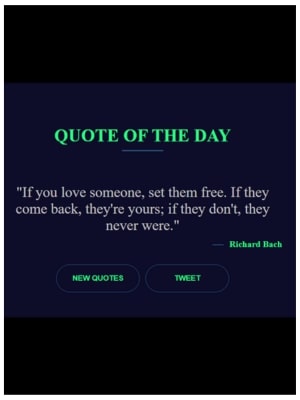 QUOTE OF THE DAY
"If you love someone, set them free. If they
come back, they're yours; if they don't, they
never were."
Richard Bach
NEW QUOTES
TWEET